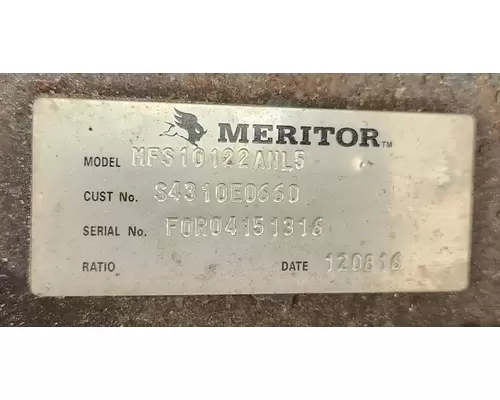 MERITOR™
MODEL MFS10122ANL5
CUST No. S4310E0660
SERIAL No. FOR04151316
RATIO DATE 120816